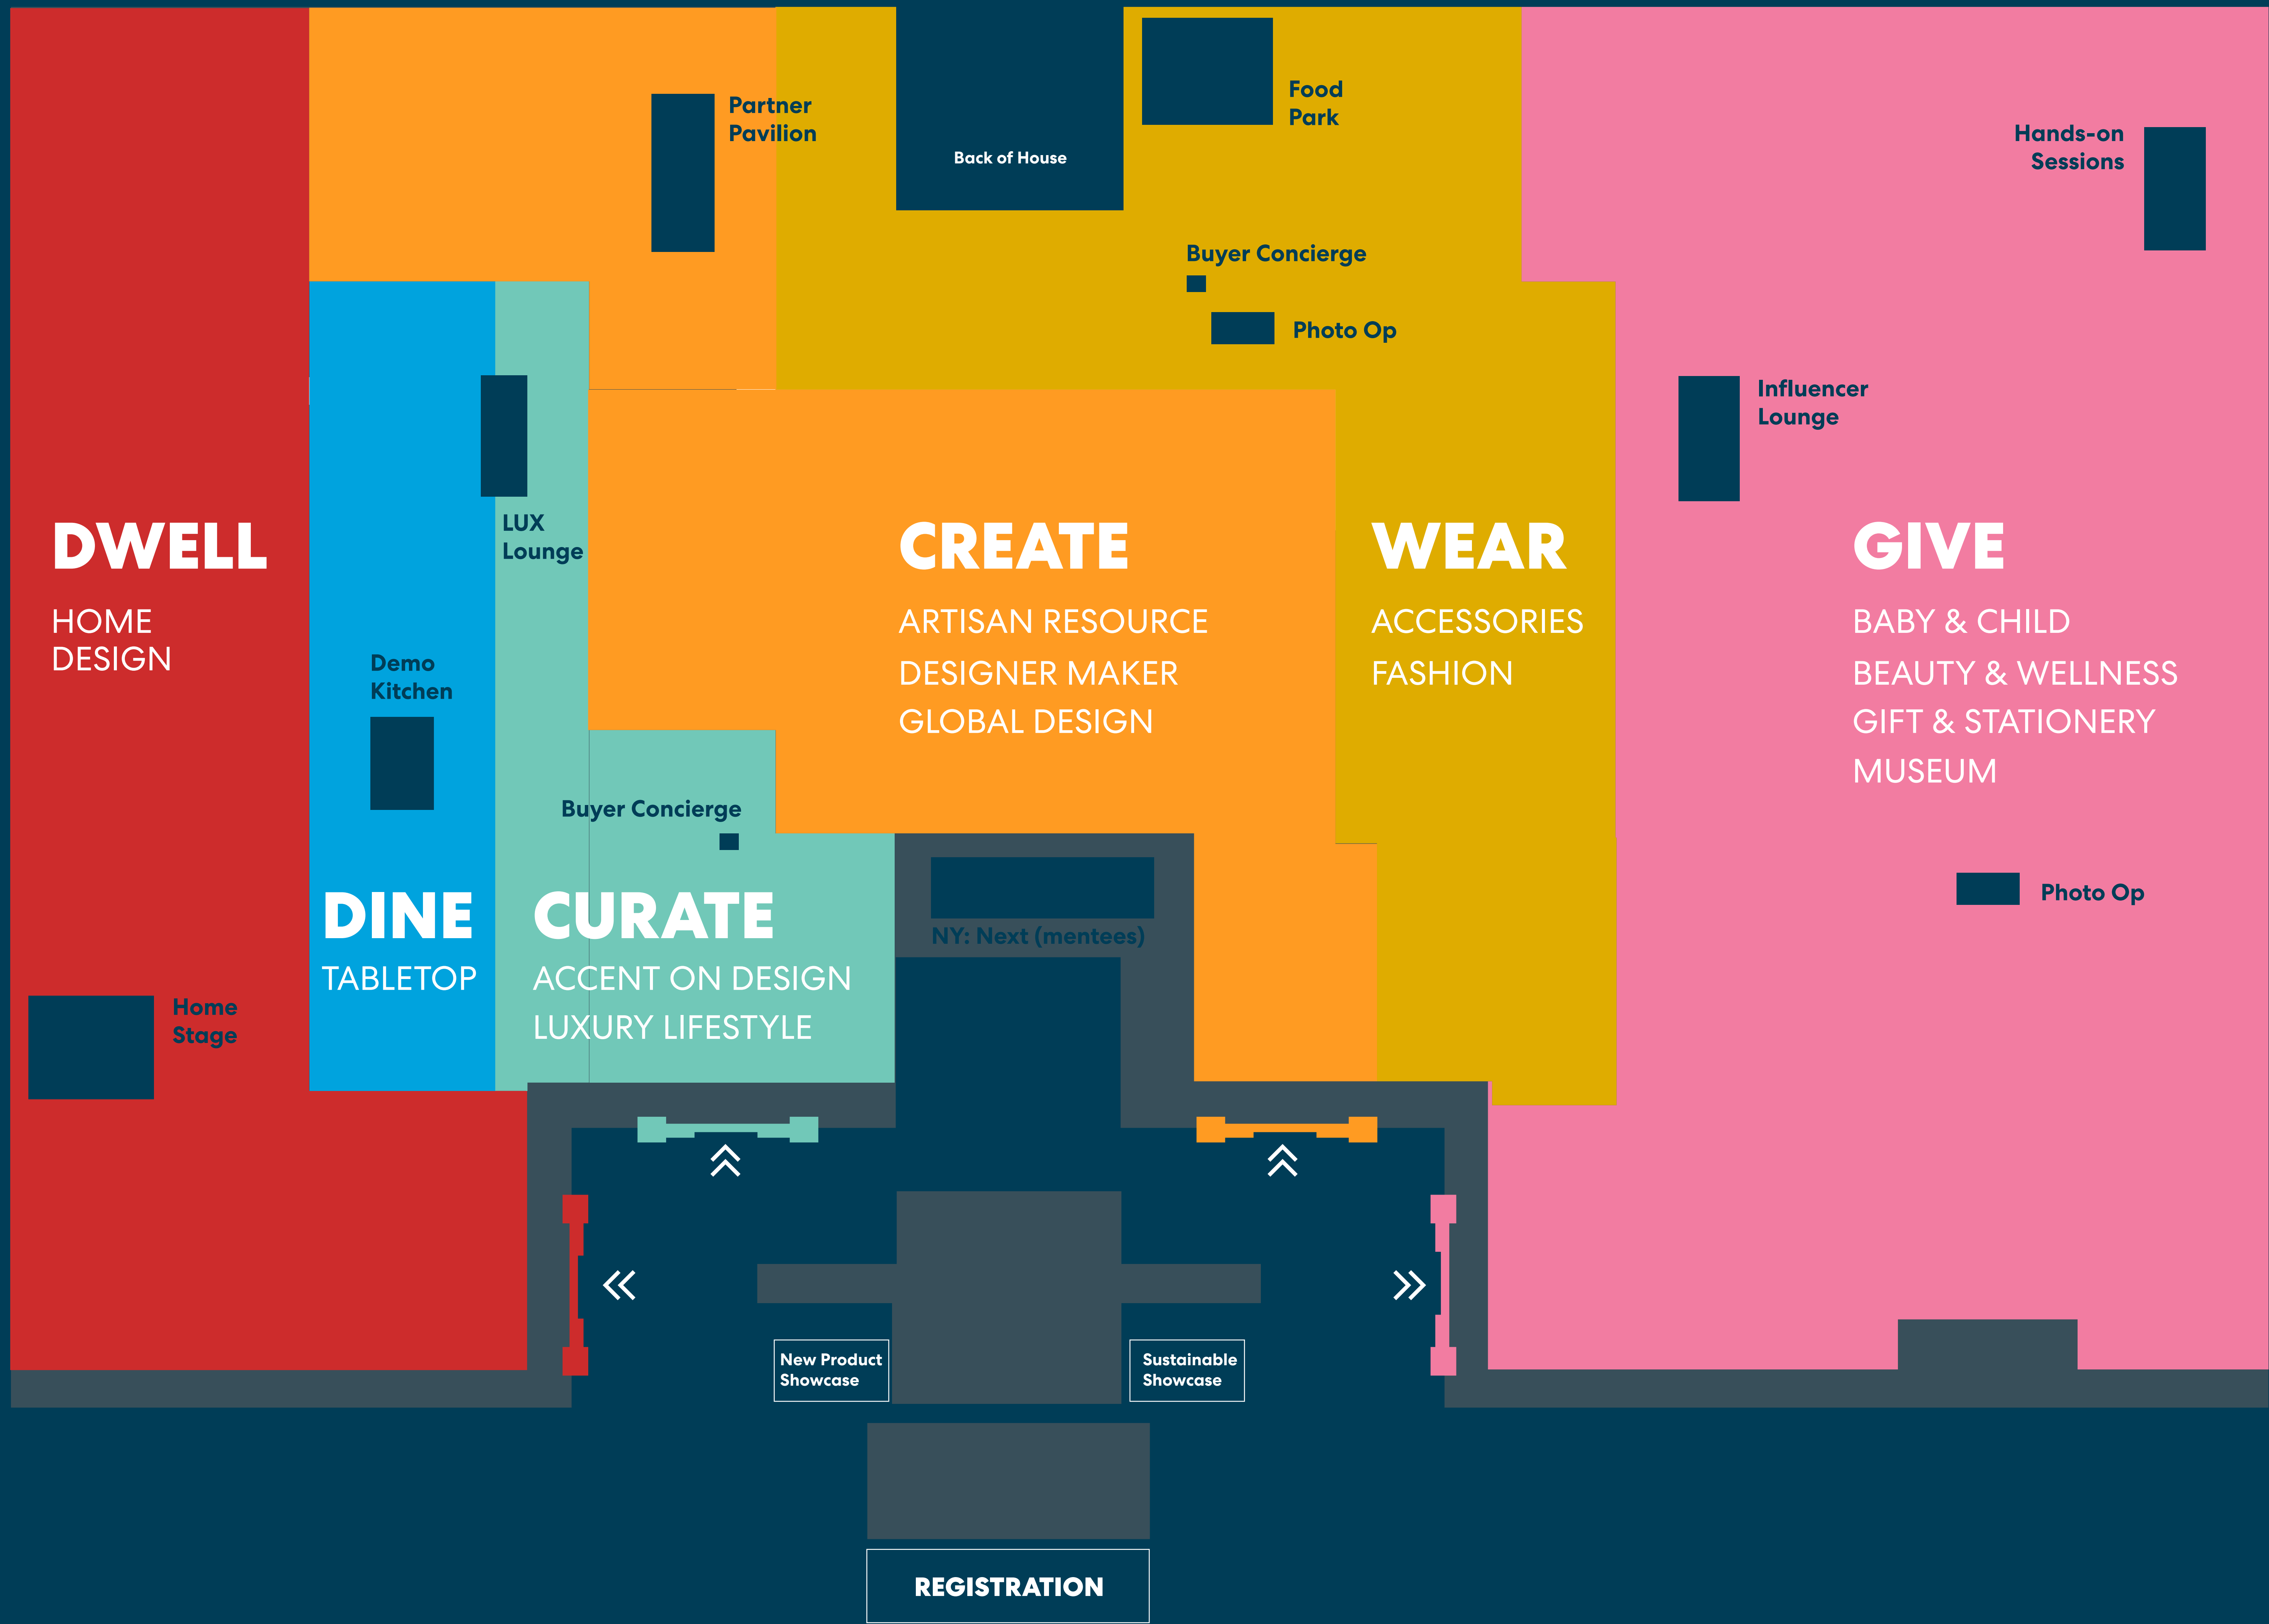 Partner
Pavilion
Back of House
Food
Park
Hands-on
Sessions
Buyer Concierge
Photo Op
Influencer
Lounge
LUX
Lounge
DWELL
HOME
DESIGN
CREATE
ARTISAN RESOURCE
DESIGNER MAKER
GLOBAL DESIGN
WEAR
ACCESSORIES
FASHION
GIVE
BABY & CHILD
BEAUTY & WELLNESS
GIFT & STATIONERY
MUSEUM
Demo
Kitchen
Buyer Concierge
DINE
TABLETOP
CURATE
ACCENT ON DESIGN
LUXURY LIFESTYLE
NY: Next (mentees)
Photo Op
Home
Stage
New Product
Showcase
Sustainable
Showcase
REGISTRATION